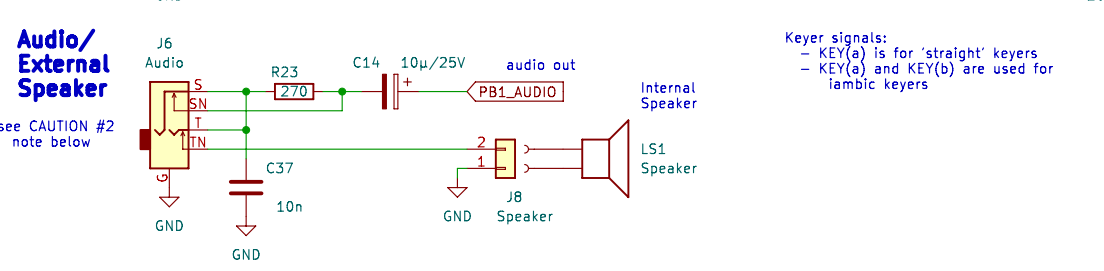 Audio/
External
Speaker
see CAUTION #2
note below
J6
Audio
S
SN
T
TN
G
GND
R23
270
C14
10µ/25V
+
audio out
PB1_AUDIO
C37
10n
GND
2
1
GND
J8
Speaker
Internal
Speaker
LS1
Speaker
Keyer signals:
– KEY(a) is for 'straight' keyers
– KEY(a) and KEY(b) are used for
iambic keyers